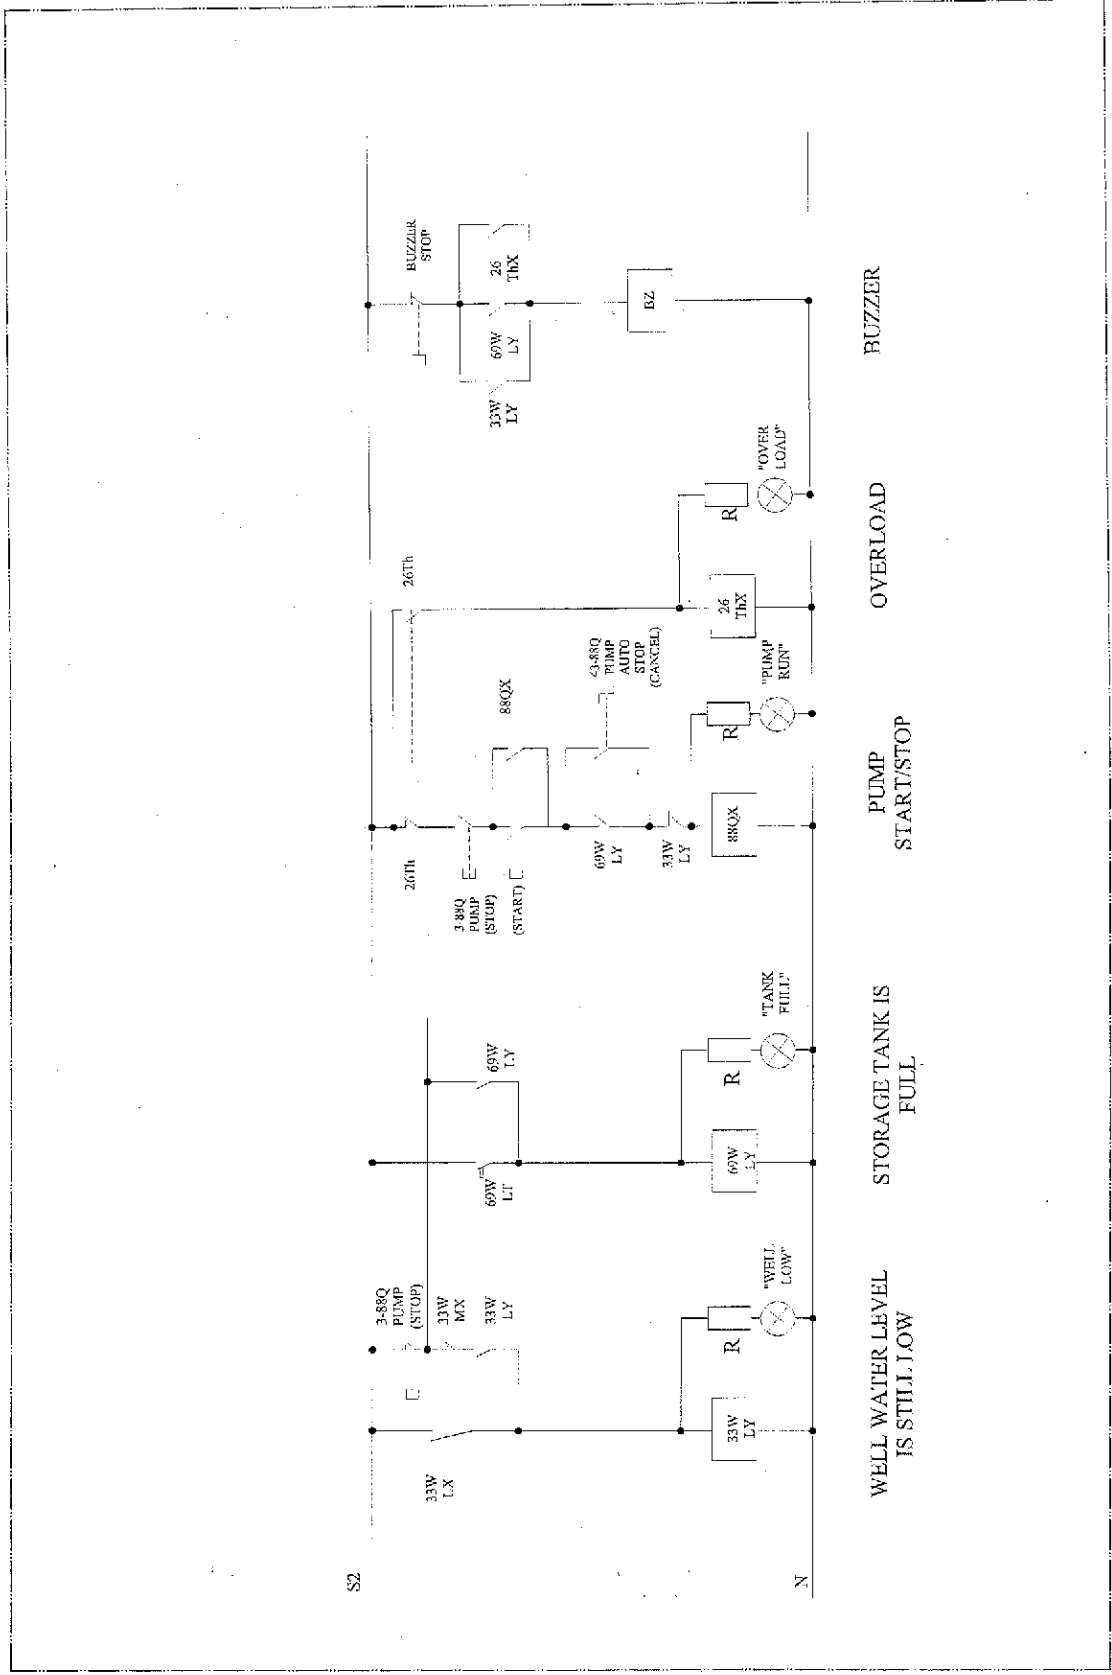 S2
N
33W
LX
3-88Q
PUMP
(STOP)
33W
MX
33W
LY
33W
LY
R
"WELL
LOW"
WELL WATER LEVEL
IS STILL LOW
69W
LT
69W
LY
69W
LY
R
"TANK
FULL"
STORAGE TANK IS
FULL
26Th
3-88Q
PUMP
(STOP)
(START)
88QX
69W
LY
43-88Q
PUMP
AUTO
STOP
(CANCEL)
33W
LY
88QX
R
"PUMP
RUN"
PUMP
START/STOP
26Th
26
ThX
R
"OVER
LOAD"
OVERLOAD
BUZZER
STOP
33W
LY
69W
LY
26
ThX
BZ
BUZZER